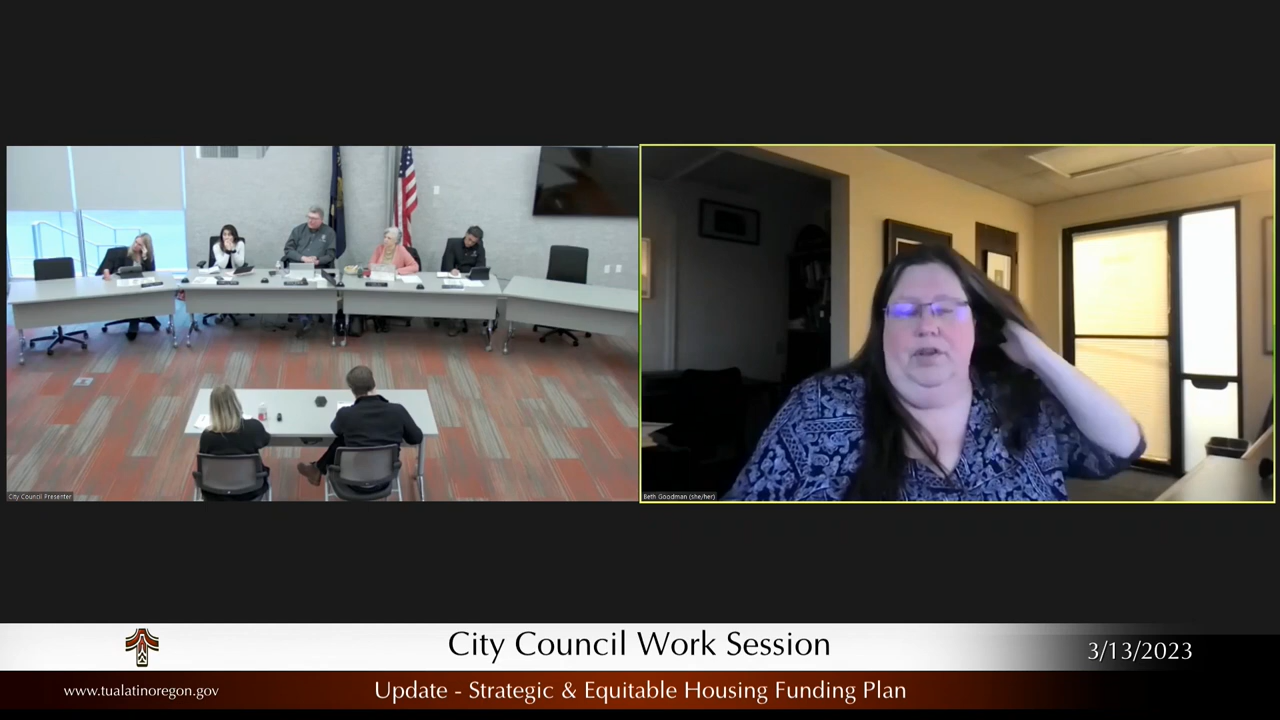 City Council Presenter
Beth Goodman (she/her)
City Council Work Session
3/13/2023
www.tualatinoregon.gov
Update - Strategic & Equitable Housing Funding Plan